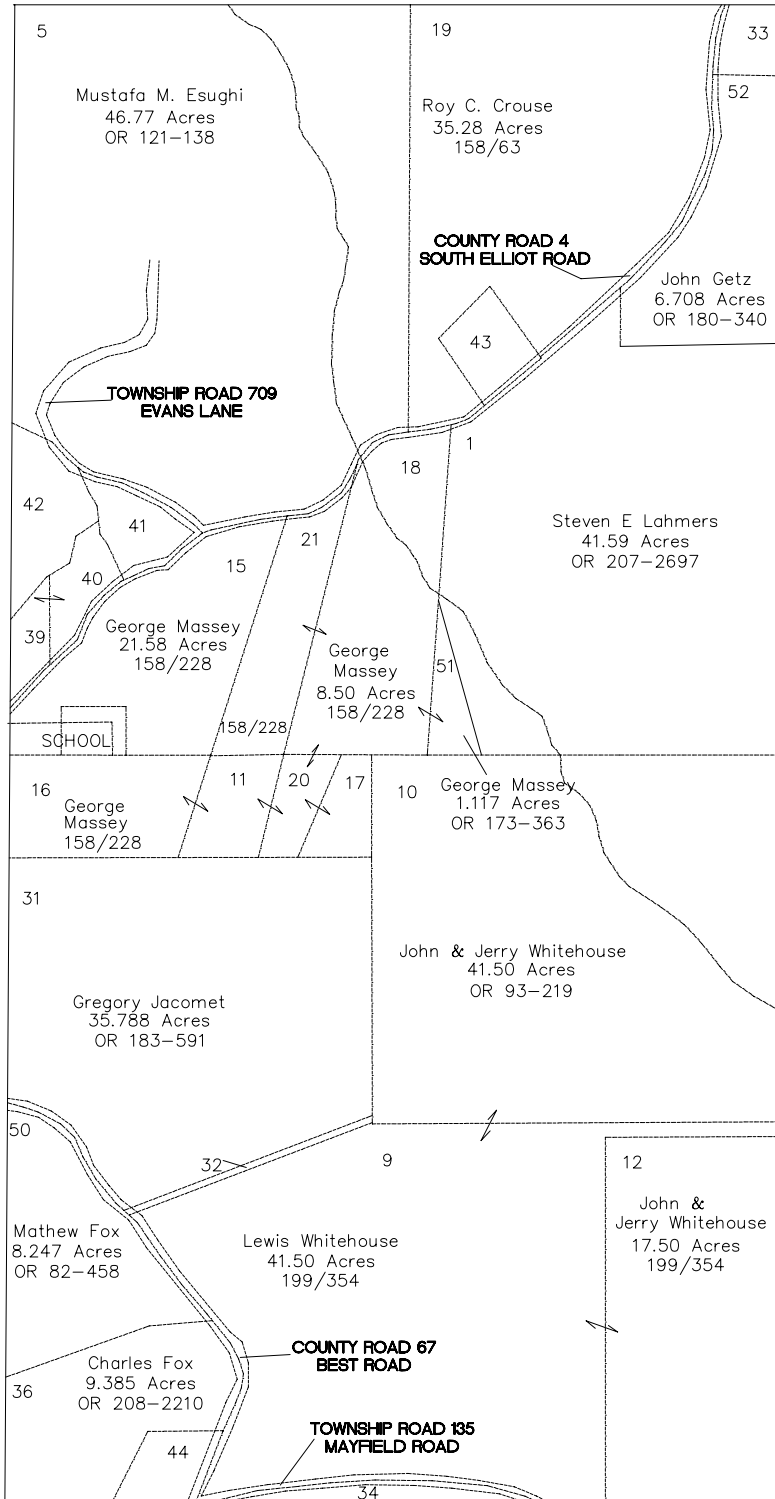 5
19
33
Mustafa M. Esughi
46.77 Acres
OR 121-138
52
Roy C. Crouse
35.28 Acres
158/63
COUNTY ROAD 4
SOUTH ELLIOT ROAD
John Getz
6.708 Acres
OR 180-340
43
TOWNSHIP ROAD 709
EVANS LANE
1
18
42
41
21
Steven E Lahmers
41.59 Acres
OR 207-2697
15
40
39
George Massey
21.58 Acres
158/228
George
Massey
8.50 Acres
158/228
51
158/228
SCHOOL
16
11
20
17
10
George
Massey
158/228
George Massey
1.117 Acres
OR 173-363
31
John & Jerry Whitehouse
41.50 Acres
OR 93-219
Gregory Jacomet
35.788 Acres
OR 183-591
50
32
9
12
John &
Jerry Whitehouse
17.50 Acres
199/354
Mathew Fox
8.247 Acres
OR 82-458
Lewis Whitehouse
41.50 Acres
199/354
COUNTY ROAD 67
BEST ROAD
Charles Fox
9.385 Acres
OR 208-2210
36
TOWNSHIP ROAD 135
MAYFIELD ROAD
44
34